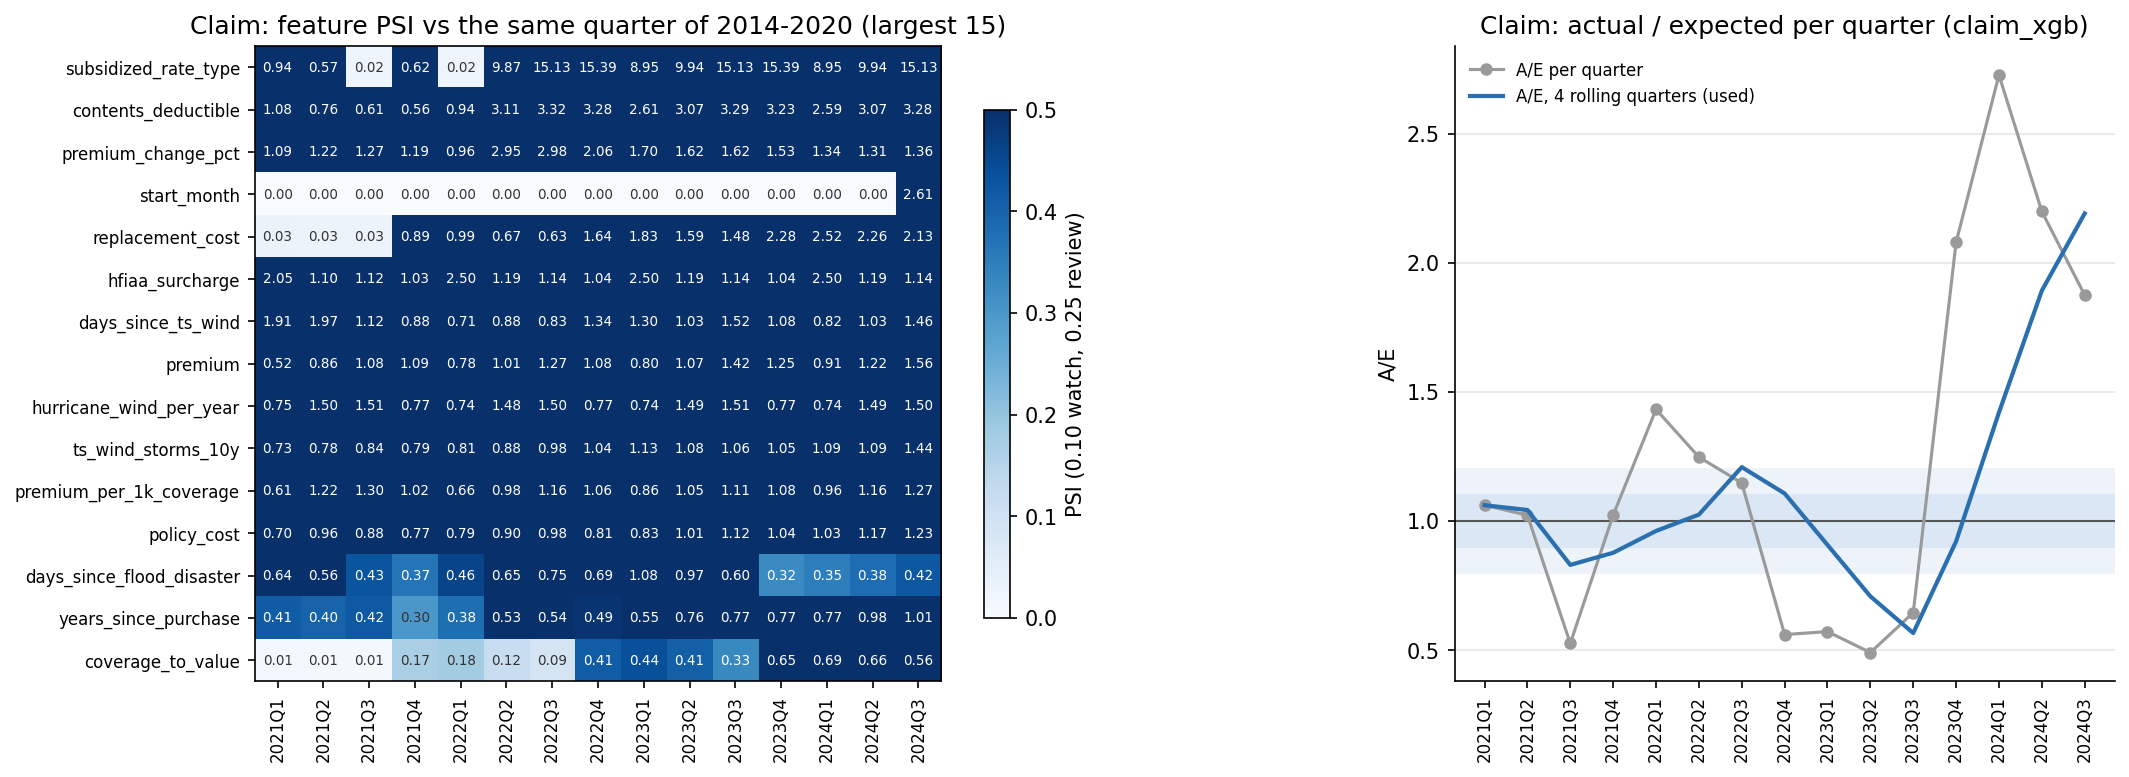 Claim: feature PSI vs the same quarter of 2014-2020 (largest 15)
subsidized_rate_type 0.94 0.57 0.02 0.62 0.02 9.87 15.13 15.39 8.95 9.94 15.13 15.39 8.95 9.94 15.13
contents_deductible 1.08 0.76 0.61 0.56 0.94 3.11 3.32 3.28 2.61 3.07 3.29 3.23 2.59 3.07 3.28
premium_change_pct 1.09 1.22 1.27 1.19 0.96 2.95 2.98 2.06 1.70 1.62 1.62 1.53 1.34 1.31 1.36
start_month 0.00 0.00 0.00 0.00 0.00 0.00 0.00 0.00 0.00 0.00 0.00 0.00 0.00 0.00 2.61
replacement_cost 0.03 0.03 0.03 0.89 0.99 0.67 0.63 1.64 1.83 1.59 1.48 2.28 2.52 2.26 2.13
hfiaa_surcharge 2.05 1.10 1.12 1.03 2.50 1.19 1.14 1.04 2.50 1.19 1.14 1.04 2.50 1.19 1.14
days_since_ts_wind 1.91 1.97 1.12 0.88 0.71 0.88 0.83 1.34 1.30 1.03 1.52 1.08 0.82 1.03 1.46
premium 0.52 0.86 1.08 1.09 0.78 1.01 1.27 1.08 0.80 1.07 1.42 1.25 0.91 1.22 1.56
hurricane_wind_per_year 0.75 1.50 1.51 0.77 0.74 1.48 1.50 0.77 0.74 1.49 1.51 0.77 0.74 1.49 1.50
ts_wind_storms_10y 0.73 0.78 0.84 0.79 0.81 0.88 0.98 1.04 1.13 1.08 1.06 1.05 1.09 1.09 1.44
premium_per_1k_coverage 0.61 1.22 1.30 1.02 0.66 0.98 1.16 1.06 0.86 1.05 1.11 1.08 0.96 1.16 1.27
policy_cost 0.70 0.96 0.88 0.77 0.79 0.90 0.98 0.81 0.83 1.01 1.12 1.04 1.03 1.17 1.23
days_since_flood_disaster 0.64 0.56 0.43 0.37 0.46 0.65 0.75 0.69 1.08 0.97 0.60 0.32 0.35 0.38 0.42
years_since_purchase 0.41 0.40 0.42 0.30 0.38 0.53 0.54 0.49 0.55 0.76 0.77 0.77 0.77 0.98 1.01
coverage_to_value 0.01 0.01 0.01 0.17 0.18 0.12 0.09 0.41 0.44 0.41 0.33 0.65 0.69 0.66 0.56
2021Q1 2021Q2 2021Q3 2021Q4 2022Q1 2022Q2 2022Q3 2022Q4 2023Q1 2023Q2 2023Q3 2023Q4 2024Q1 2024Q2 2024Q3
0.5
0.4
0.3
0.2
0.1
0.0
PSI (0.10 watch, 0.25 review)
Claim: actual / expected per quarter (claim_xgb)
A/E per quarter
A/E, 4 rolling quarters (used)
A/E
2.5
2.0
1.5
1.0
0.5
2021Q1 2021Q2 2021Q3 2021Q4 2022Q1 2022Q2 2022Q3 2022Q4 2023Q1 2023Q2 2023Q3 2023Q4 2024Q1 2024Q2 2024Q3